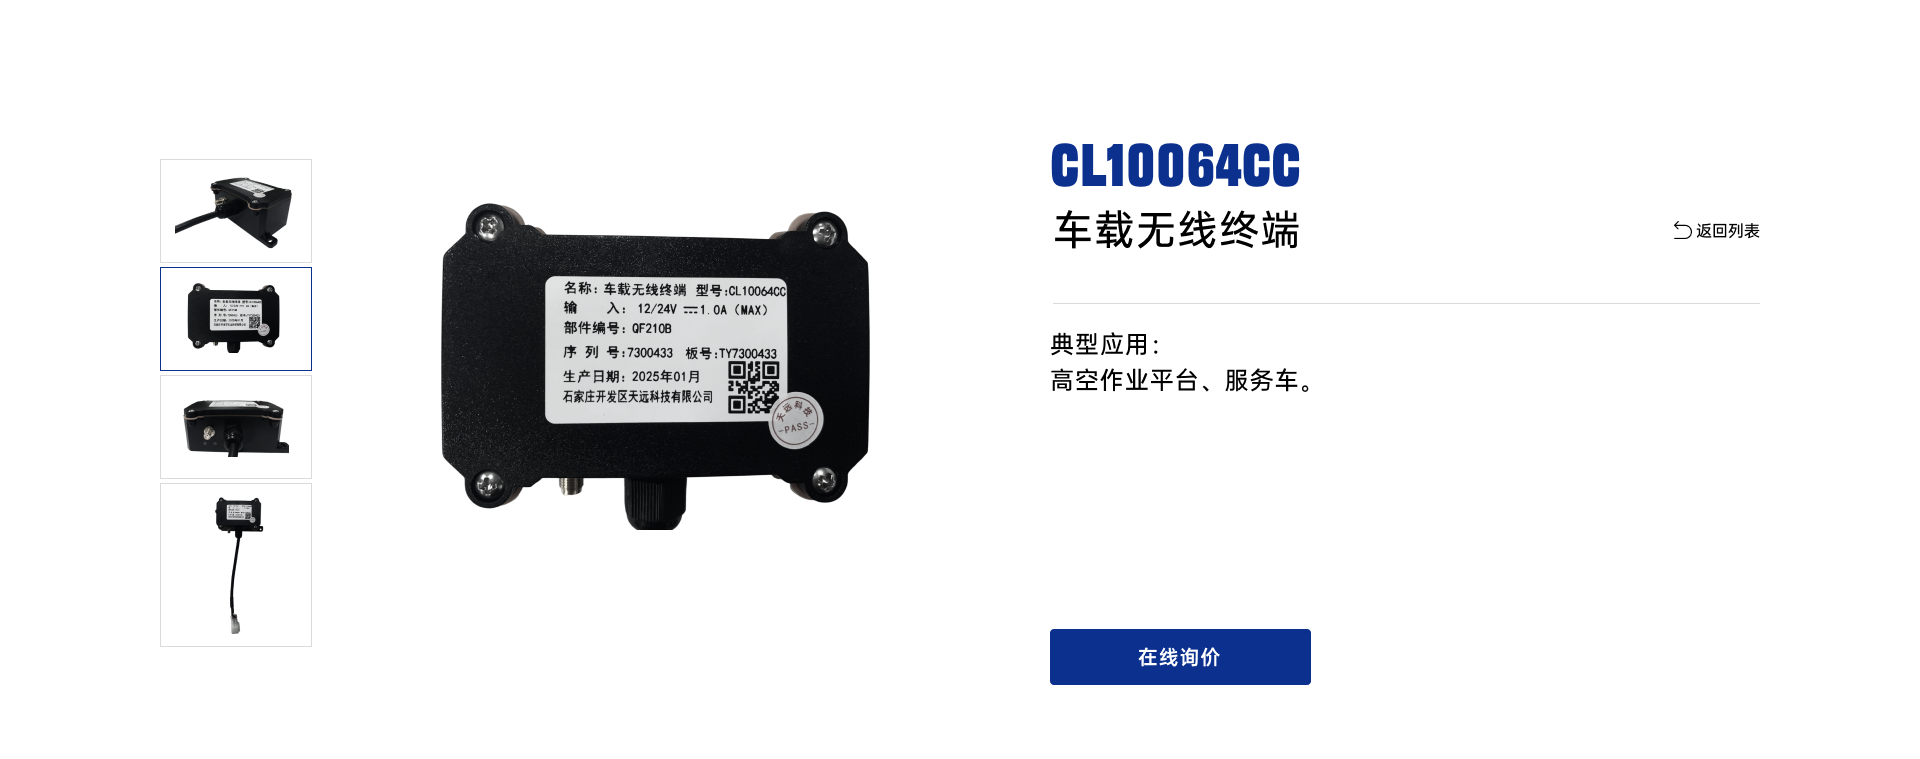 CL10064CC
车载无线终端
返回列表
名称：车载无线终端 型号:CL10064CC
输 入： 12/24V ⎓1.0A（MAX）
部件编号：QF210B
序 列 号:7300433 板号:TY7300433
生产日期：2025年01月
石家庄开发区天远科技有限公司
天远科技
-PASS-
典型应用：
高空作业平台、服务车。
在线询价